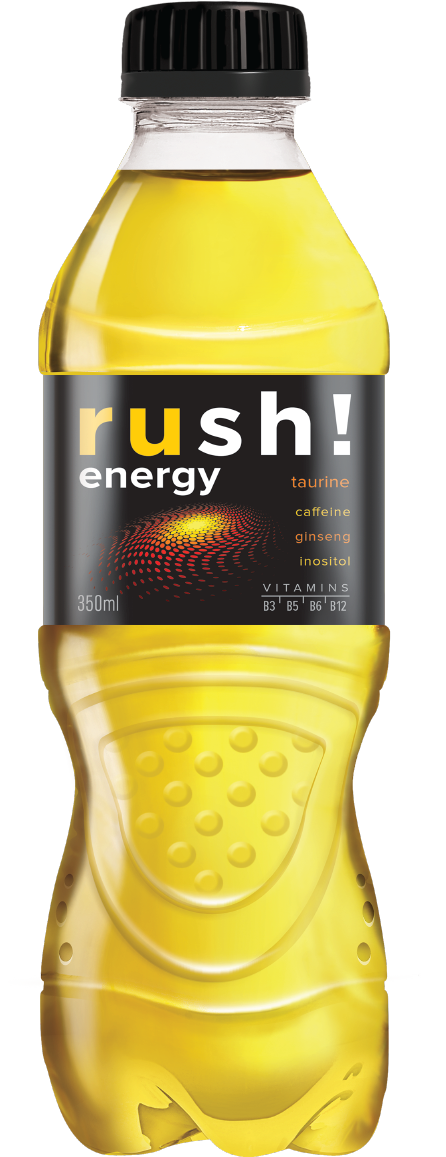 rush!
energy
taurine
caffeine
ginseng
inositol
350ml
VITAMINS
B3 B5 B6 B12